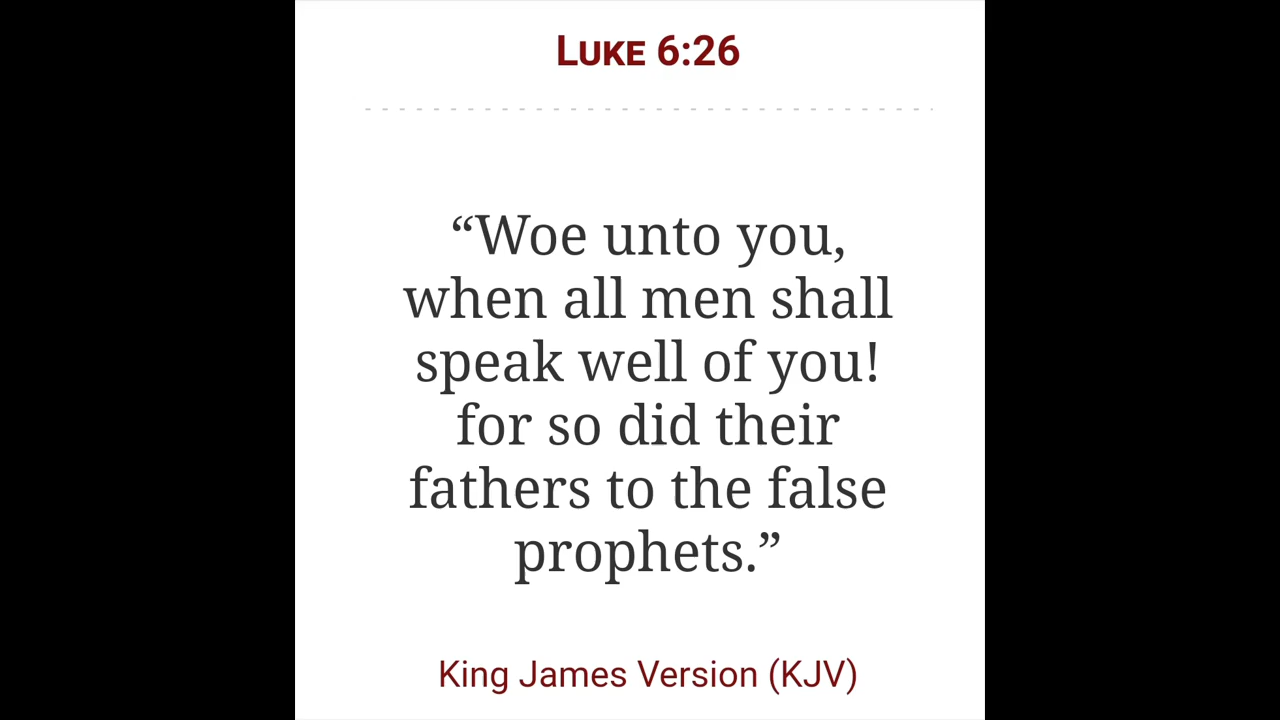 LUKE 6:26
“Woe unto you,
when all men shall
speak well of you!
for so did their
fathers to the false
prophets.”
King James Version (KJV)